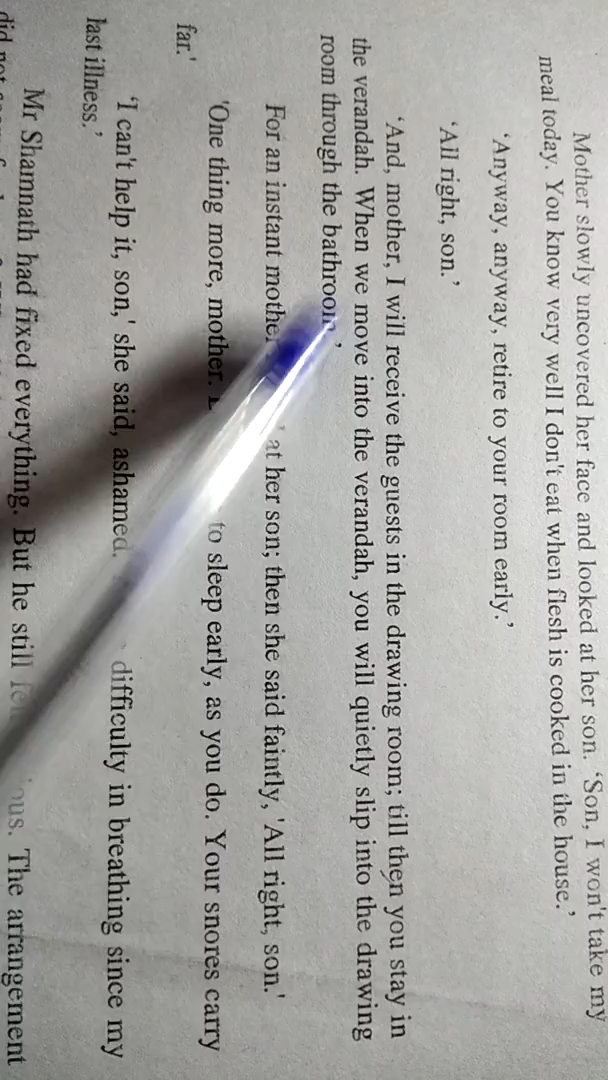 Mother slowly uncovered her face and looked at her son. 'Son, I won't take my
meal today. You know very well I don't eat when flesh is cooked in the house.'
'Anyway, anyway, retire to your room early.'
'All right, son.'
'And, mother, I will receive the guests in the drawing room; till then you stay in
the verandah. When we move into the verandah, you will quietly slip into the drawing
room through the bathroom.'
For an instant mother at her son; then she said faintly, 'All right, son.'
'One thing more, mother. to sleep early, as you do. Your snores carry
far.'
'I can't help it, son,' she said, ashamed. difficulty in breathing since my
last illness.'
Mr Shamnath had fixed everything. But he still The arrangement
did not